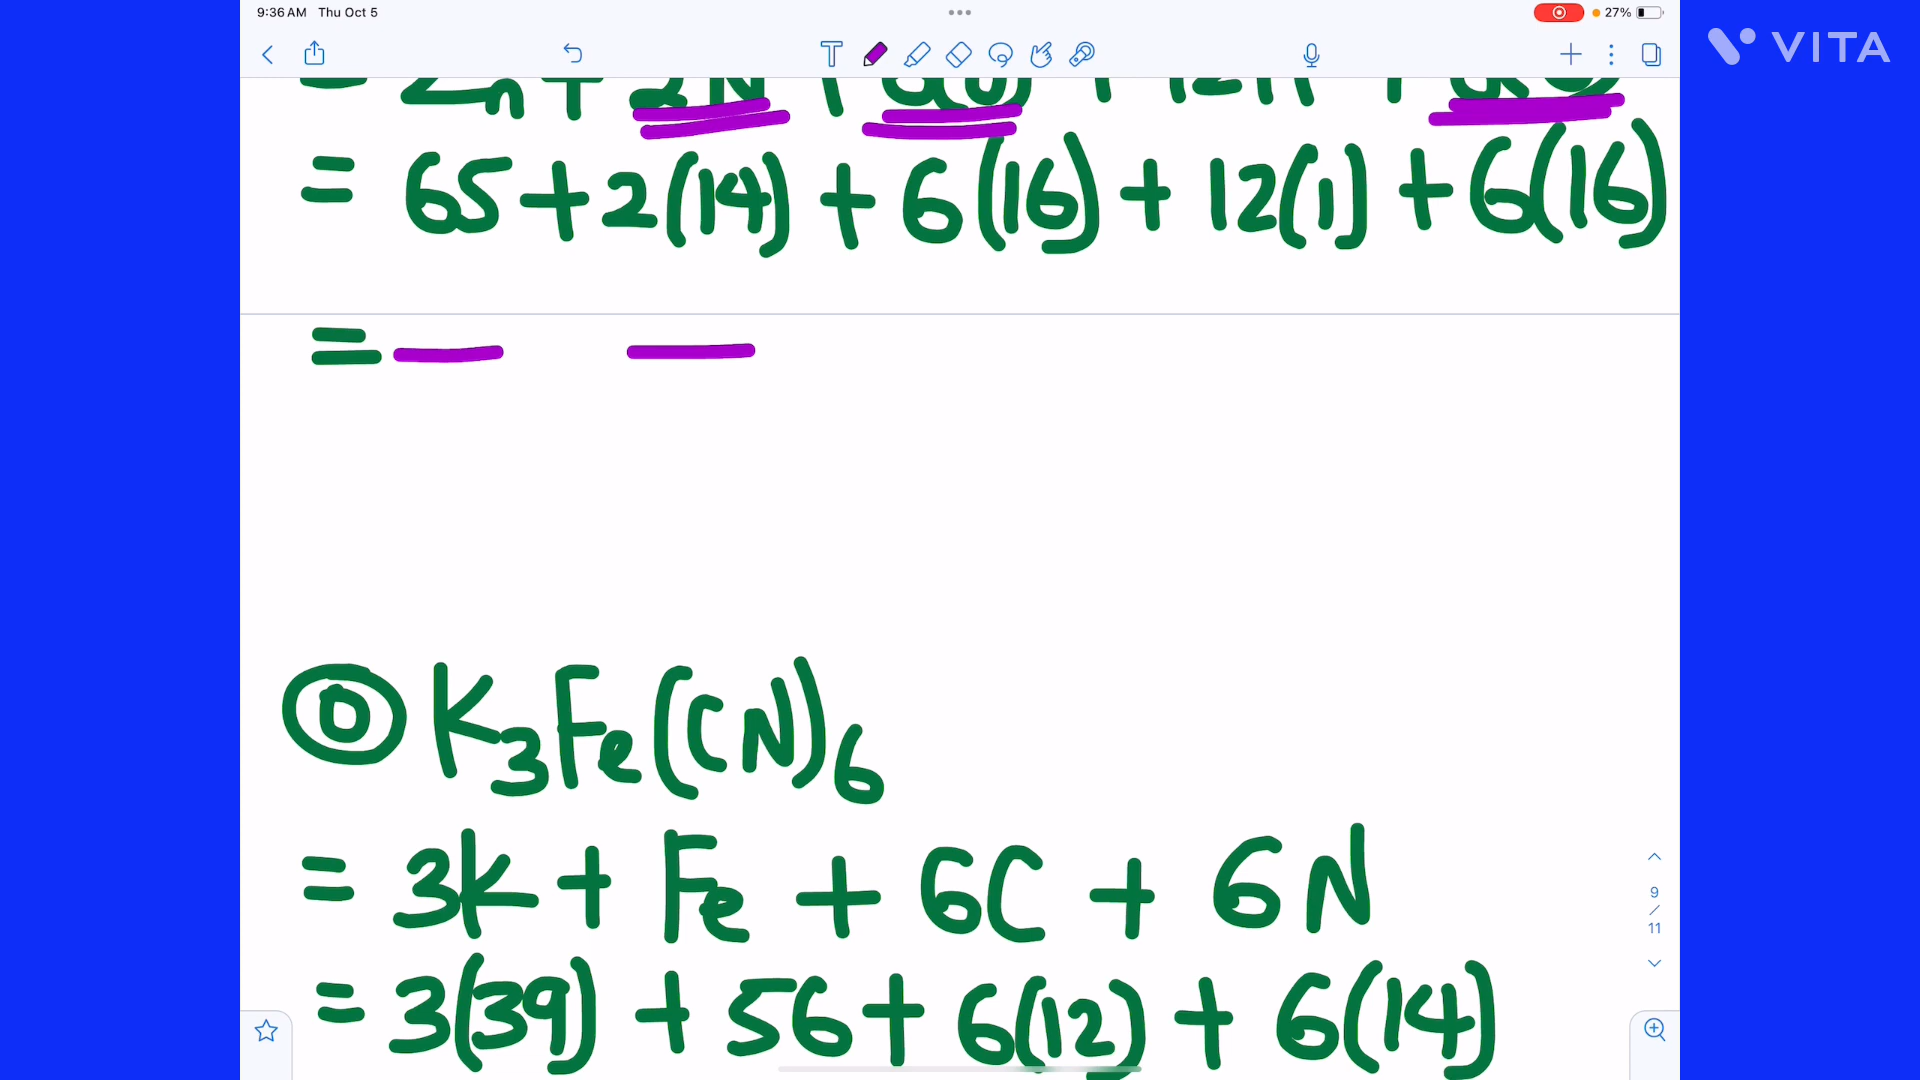 9:36 AM Thu Oct 5
27%
VITA
T
= 65 + 2(14) + 6(16) + 12(1) + 6(16)
=
⓪ K3Fe(CN)6
= 3K + Fe + 6C + 6N
9
/
11
= 3(39) + 56 + 6(12) + 6(14)